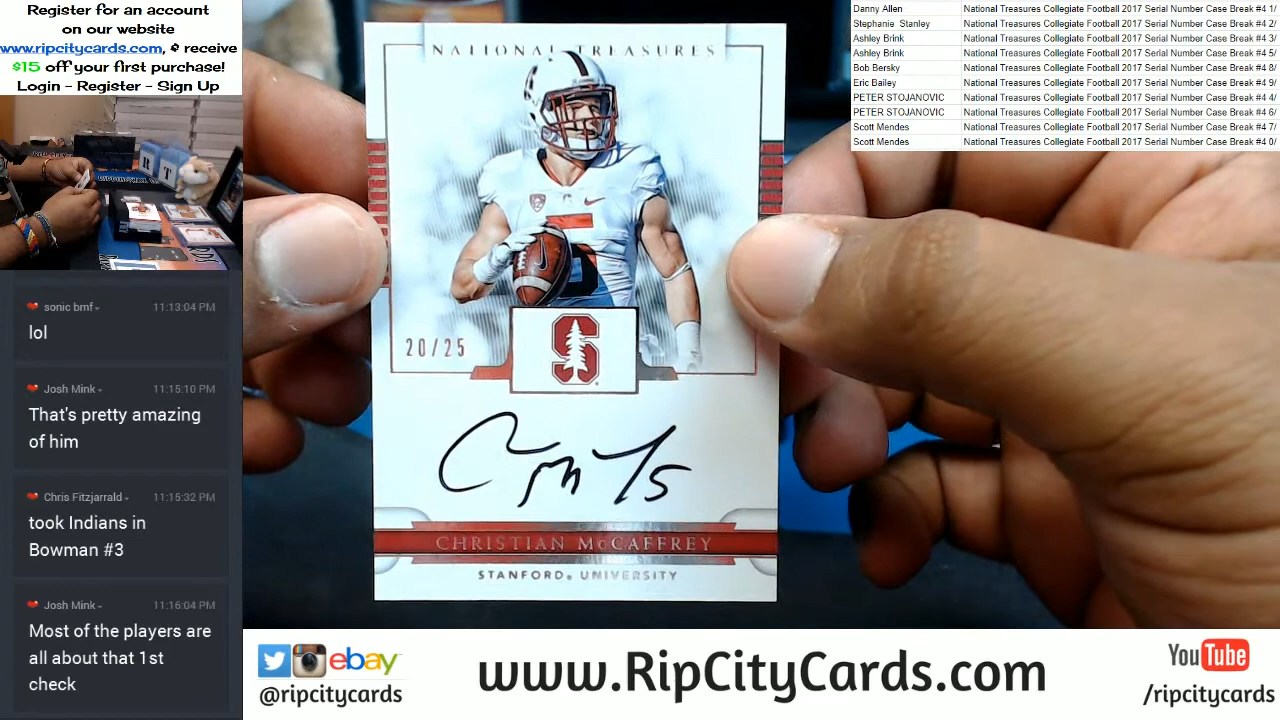 Register for an account
on our website
www.ripcitycards.com, & receive
$15 off your first purchase!
Login - Register - Sign Up
sonic bmf 11:13:04 PM
lol
Josh Mink 11:15:10 PM
That's pretty amazing
of him
Chris Fitzjarrald 11:15:32 PM
took Indians in
Bowman #3
Josh Mink 11:16:04 PM
Most of the players are
all about that 1st
check
NATIONAL TREASURES
20/25
S
CHRISTIAN McCAFFREY
STANFORD® UNIVERSITY
Danny Allen National Treasures Collegiate Football 2017 Serial Number Case Break #4 1/
Stephanie Stanley National Treasures Collegiate Football 2017 Serial Number Case Break #4 2/
Ashley Brink National Treasures Collegiate Football 2017 Serial Number Case Break #4 3/
Ashley Brink National Treasures Collegiate Football 2017 Serial Number Case Break #4 5/
Bob Bersky National Treasures Collegiate Football 2017 Serial Number Case Break #4 8/
Eric Bailey National Treasures Collegiate Football 2017 Serial Number Case Break #4 9/
PETER STOJANOVIC National Treasures Collegiate Football 2017 Serial Number Case Break #4 4/
PETER STOJANOVIC National Treasures Collegiate Football 2017 Serial Number Case Break #4 6/
Scott Mendes National Treasures Collegiate Football 2017 Serial Number Case Break #4 7/
Scott Mendes National Treasures Collegiate Football 2017 Serial Number Case Break #4 0/
ebay
@ripcitycards
www.RipCityCards.com
YouTube
/ripcitycards